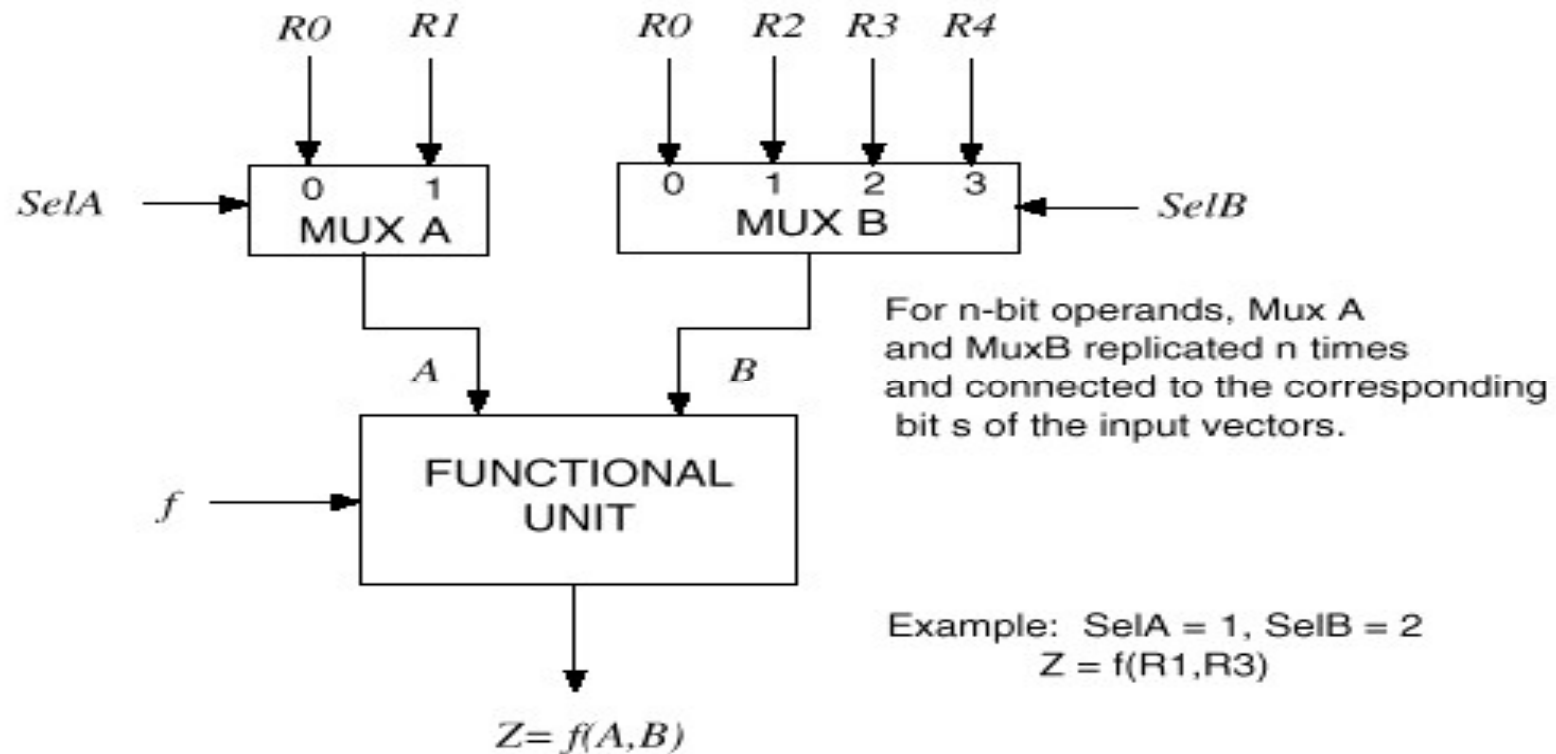 R0 R1 R0 R2 R3 R4
0 1
MUX A
0 1 2 3
MUX B
SelA
SelB
For n-bit operands, Mux A
and MuxB replicated n times
and connected to the corresponding
bit s of the input vectors.
A
B
FUNCTIONAL
UNIT
f
Example: SelA = 1, SelB = 2
Z = f(R1,R3)
Z= f(A,B)